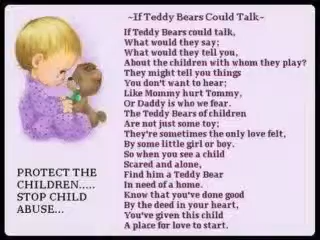 ~If Teddy Bears Could Talk~
If Teddy Bears could talk,
What would they say;
What would they tell you,
About the children with whom they play?
They might tell you things
You don't want to hear;
Like Mommy hurt Tommy,
Or Daddy is who we fear.
The Teddy Bears of children
Are not just some toy;
They're sometimes the only love felt,
By some little girl or boy.
So when you see a child
Scared and alone,
Find him a Teddy Bear
In need of a home.
Know that you've done good
By the deed in your heart,
You've given this child
A place for love to start.
PROTECT THE
CHILDREN.....
STOP CHILD
ABUSE...